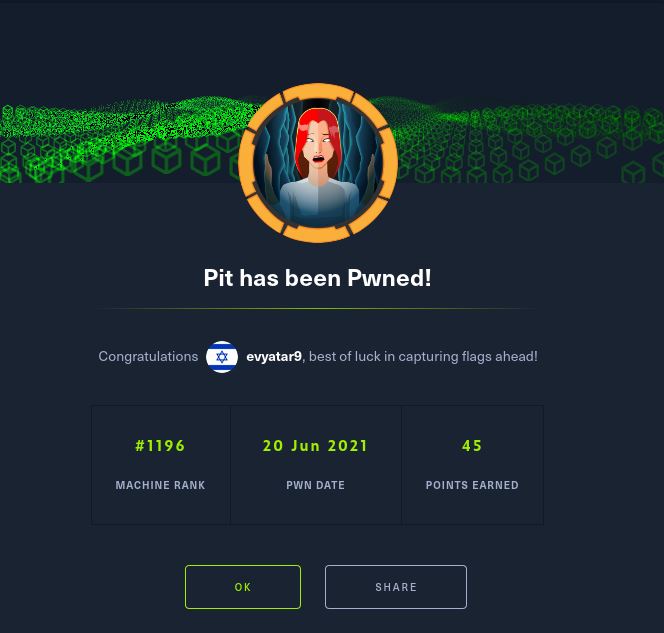 Pit has been Pwned!
Congratulations evyatar9, best of luck in capturing flags ahead!
#1196 20 Jun 2021 45
MACHINE RANK PWN DATE POINTS EARNED
OK SHARE